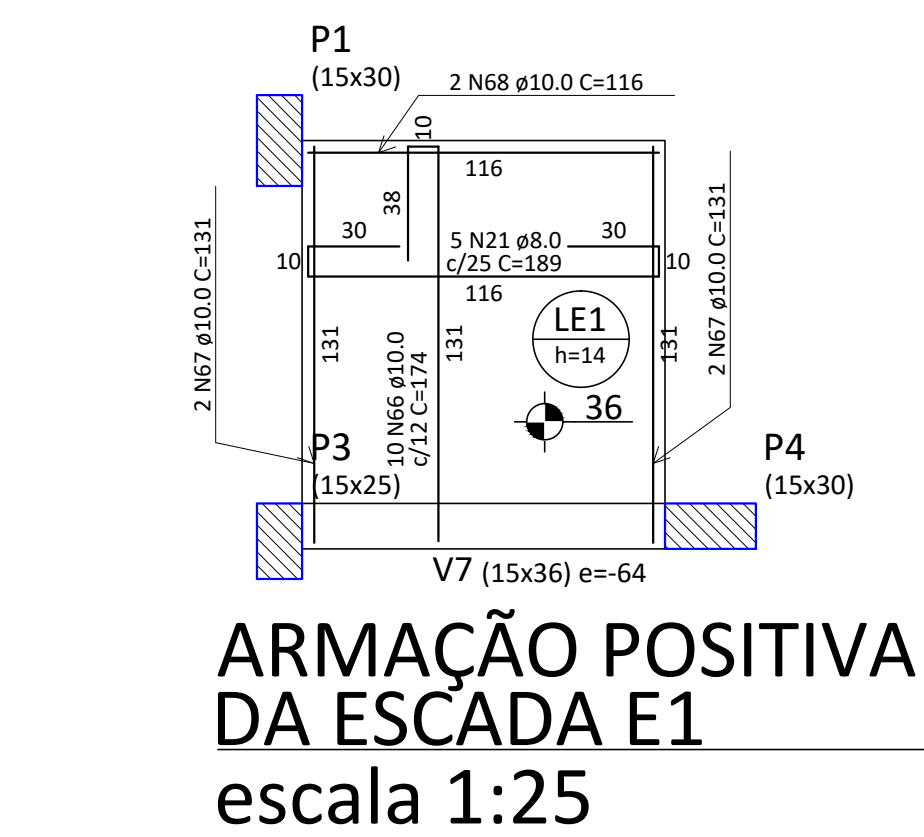 P1
(15x30)
2 N68 ø10.0 C=116
10
116
38
30
5 N21 ø8.0
30
10
c/25 C=189
10
116
2 N67 ø10.0 C=131
2 N67 ø10.0 C=131
131
10 N66 ø10.0
c/12 C=174
131
LE1
h=14
131
36
P3
(15x25)
P4
(15x30)
V7 (15x36) e=-64
ARMAÇÃO POSITIVA
DA ESCADA E1
escala 1:25